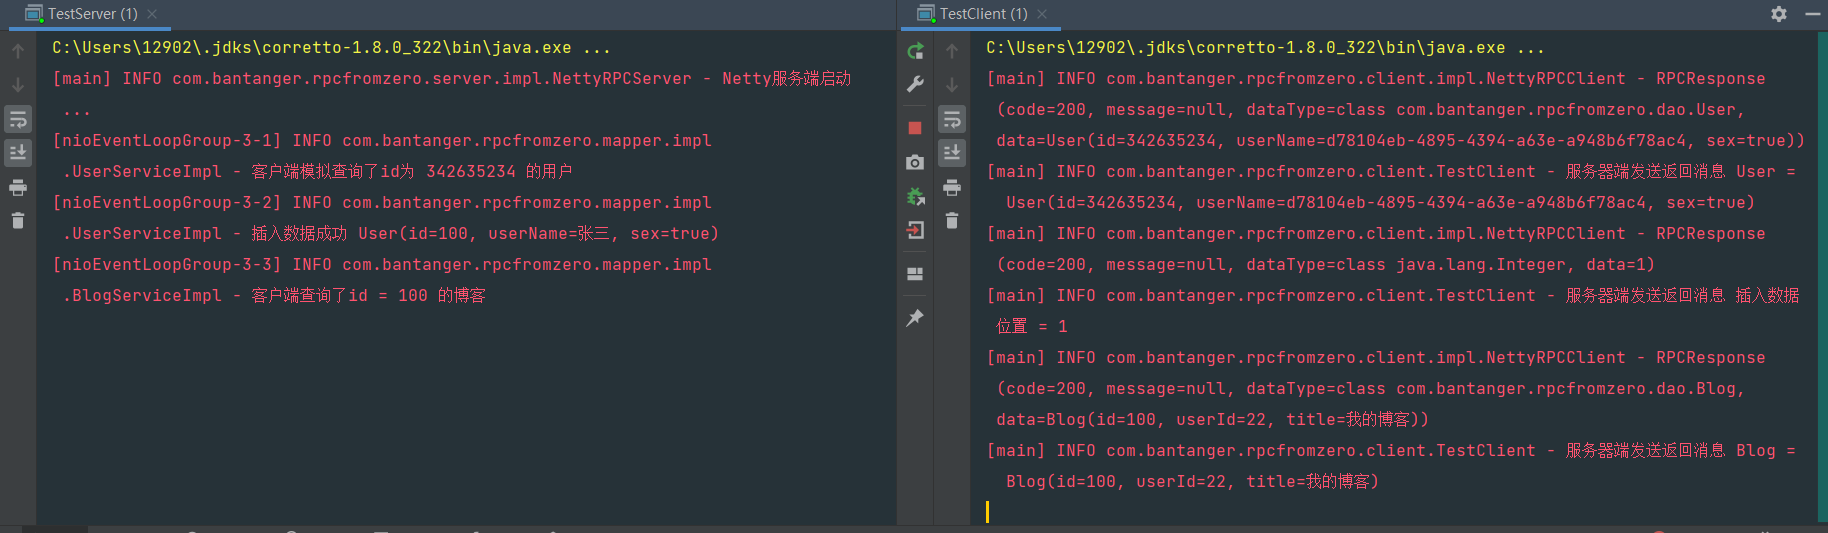 TestServer (1)
C:\Users\12902\.jdks\corretto-1.8.0_322\bin\java.exe ...
[main] INFO com.bantanger.rpcfromzero.server.impl.NettyRPCServer - Netty服务端启动
...
[nioEventLoopGroup-3-1] INFO com.bantanger.rpcfromzero.mapper.impl
.UserServiceImpl - 客户端模拟查询了id为 342635234 的用户
[nioEventLoopGroup-3-2] INFO com.bantanger.rpcfromzero.mapper.impl
.UserServiceImpl - 插入数据成功 User(id=100, userName=张三, sex=true)
[nioEventLoopGroup-3-3] INFO com.bantanger.rpcfromzero.mapper.impl
.BlogServiceImpl - 客户端查询了id = 100 的博客
TestClient (1)
C:\Users\12902\.jdks\corretto-1.8.0_322\bin\java.exe ...
[main] INFO com.bantanger.rpcfromzero.client.impl.NettyRPCClient - RPCResponse
(code=200, message=null, dataType=class com.bantanger.rpcfromzero.dao.User,
data=User(id=342635234, userName=d78104eb-4895-4394-a63e-a948b6f78ac4, sex=true))
[main] INFO com.bantanger.rpcfromzero.client.TestClient - 服务器端发送返回消息 User =
User(id=342635234, userName=d78104eb-4895-4394-a63e-a948b6f78ac4, sex=true)
[main] INFO com.bantanger.rpcfromzero.client.impl.NettyRPCClient - RPCResponse
(code=200, message=null, dataType=class java.lang.Integer, data=1)
[main] INFO com.bantanger.rpcfromzero.client.TestClient - 服务器端发送返回消息 插入数据
位置 = 1
[main] INFO com.bantanger.rpcfromzero.client.impl.NettyRPCClient - RPCResponse
(code=200, message=null, dataType=class com.bantanger.rpcfromzero.dao.Blog,
data=Blog(id=100, userId=22, title=我的博客))
[main] INFO com.bantanger.rpcfromzero.client.TestClient - 服务器端发送返回消息 Blog =
Blog(id=100, userId=22, title=我的博客)